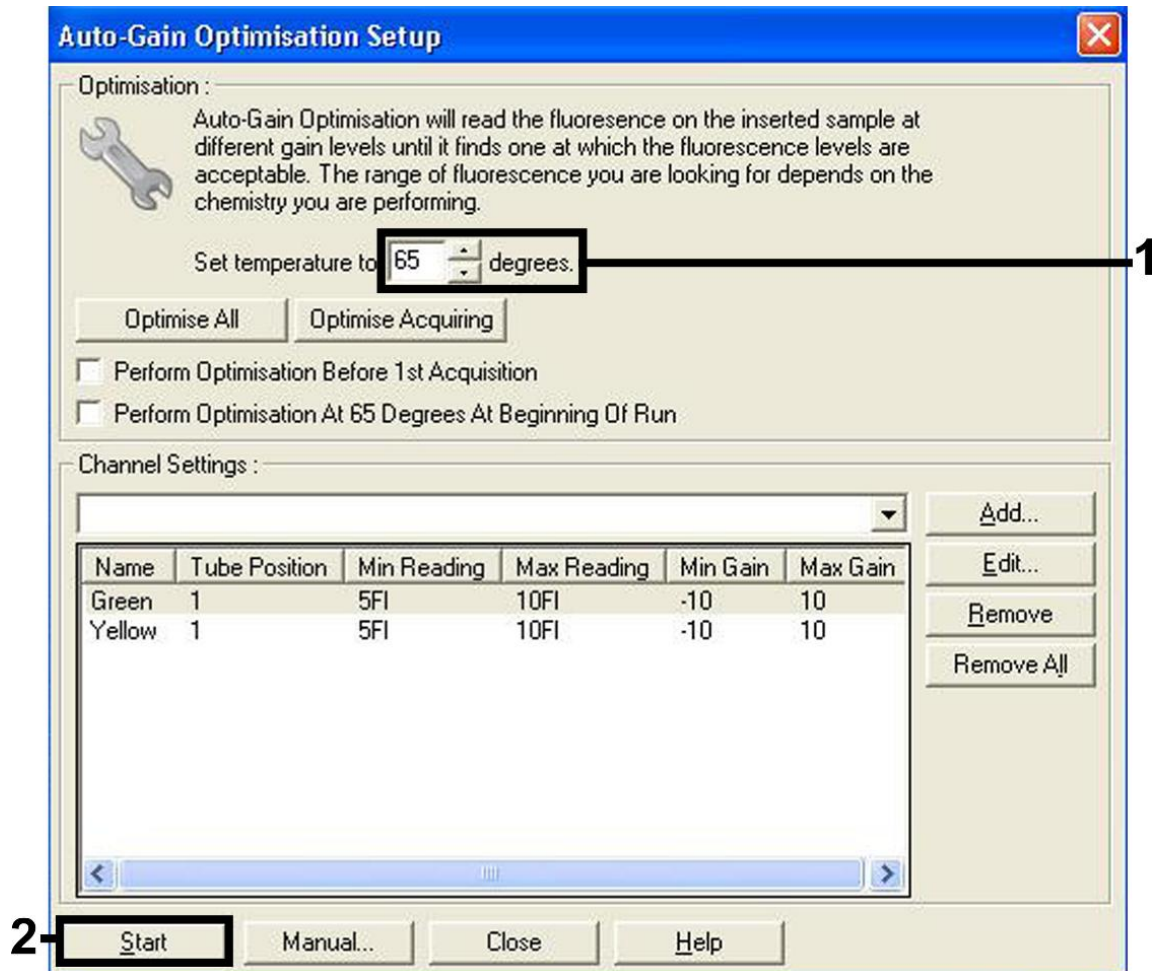 Auto-Gain Optimisation Setup
Optimisation :
Auto-Gain Optimisation will read the fluoresence on the inserted sample at
different gain levels until it finds one at which the fluorescence levels are
acceptable. The range of fluorescence you are looking for depends on the
chemistry you are performing.
Set temperature to 65 degrees.
1
Optimise All Optimise Acquiring
Perform Optimisation Before 1st Acquisition
Perform Optimisation At 65 Degrees At Beginning Of Run
Channel Settings :
Add...
Name Tube Position Min Reading Max Reading Min Gain Max Gain Edit...
Green 1 5Fl 10Fl -10 10
Remove
Yellow 1 5Fl 10Fl -10 10
Remove All
2 Start Manual... Close Help